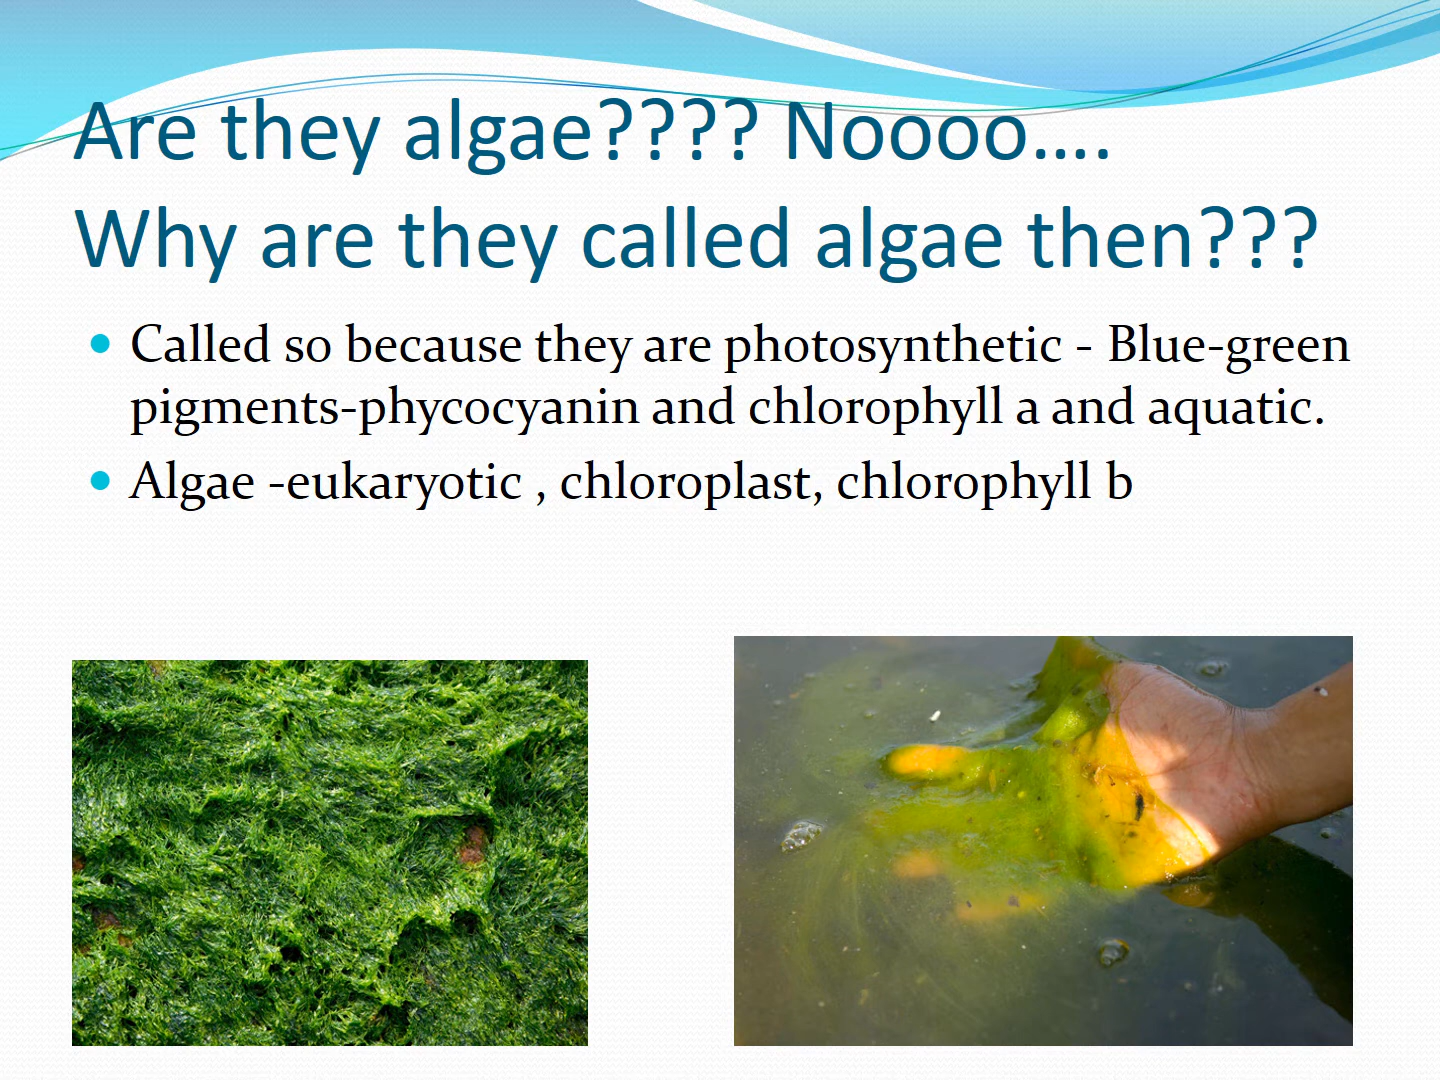 Are they algae???? Noooo....
Why are they called algae then???
Called so because they are photosynthetic - Blue-green
pigments-phycocyanin and chlorophyll a and aquatic.
Algae -eukaryotic , chloroplast, chlorophyll b